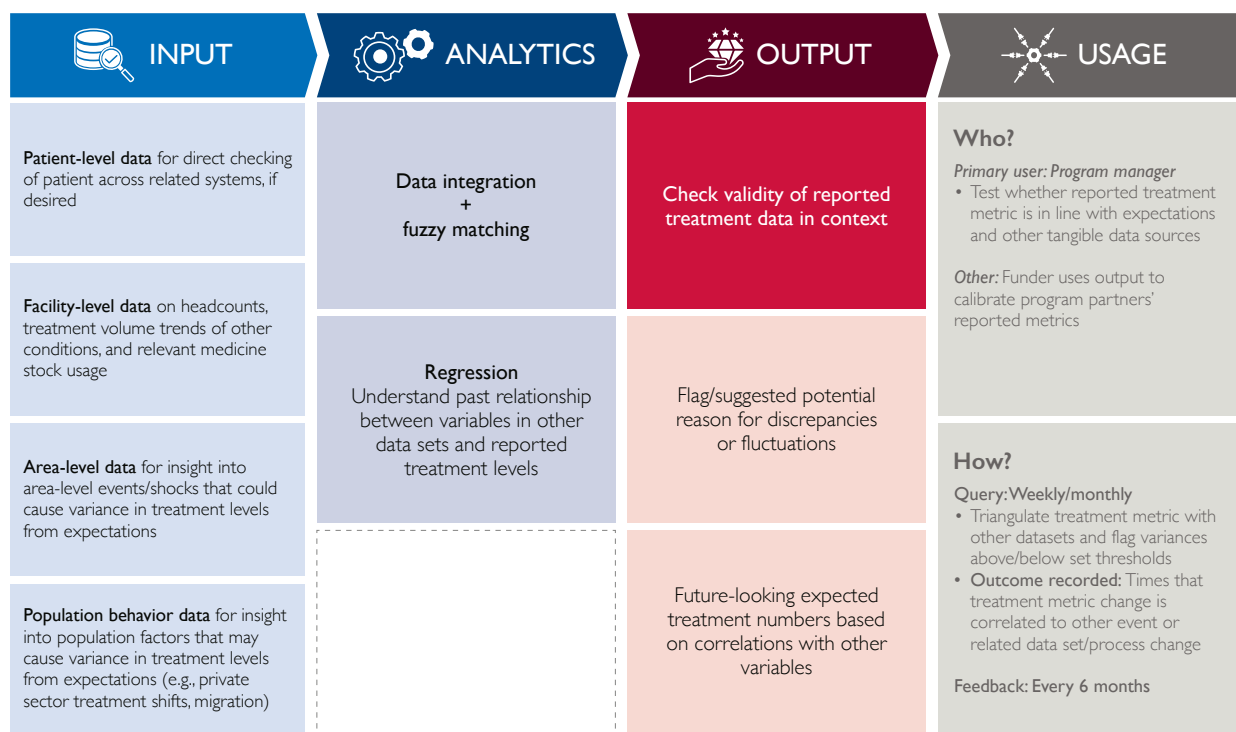 INPUT
ANALYTICS
OUTPUT
USAGE
Patient-level data for direct checking
of patient across related systems, if
desired
Facility-level data on headcounts,
treatment volume trends of other
conditions, and relevant medicine
stock usage
Area-level data for insight into
area-level events/shocks that could
cause variance in treatment levels
from expectations
Population behavior data for insight
into population factors that may
cause variance in treatment levels
from expectations (e.g., private
sector treatment shifts, migration)
Data integration
+
fuzzy matching
Regression
Understand past relationship
between variables in other
data sets and reported
treatment levels
Check validity of reported
treatment data in context
Flag/suggested potential
reason for discrepancies
or fluctuations
Future-looking expected
treatment numbers based
on correlations with other
variables
Who?
Primary user: Program manager
• Test whether reported treatment
metric is in line with expectations
and other tangible data sources
Other: Funder uses output to
calibrate program partners'
reported metrics
How?
Query: Weekly/monthly
• Triangulate treatment metric with
other datasets and flag variances
above/below set thresholds
• Outcome recorded: Times that
treatment metric change is
correlated to other event or
related data set/process change
Feedback: Every 6 months